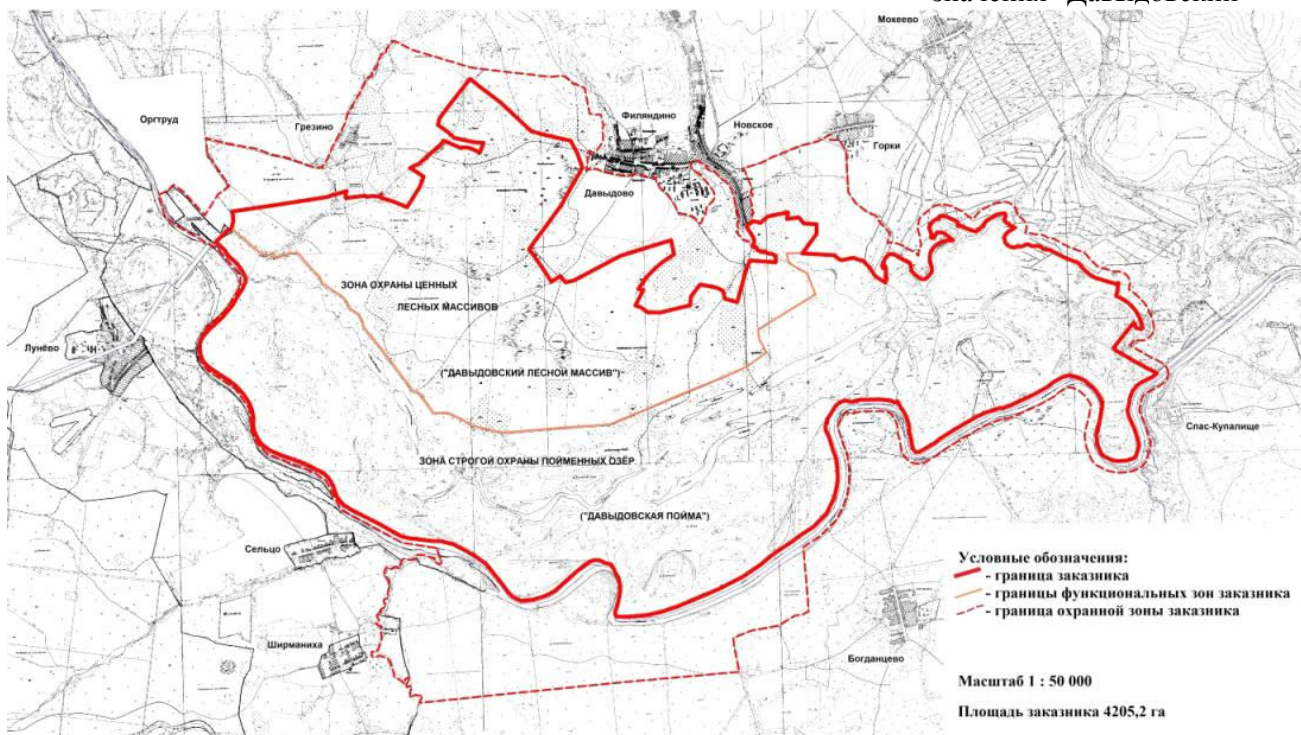 значения "Давыдовский"
Мокеево
Оргтруд
Филяндино
Грезино
Новское
Горки
Давыдово
ЗОНА ОХРАНЫ ЦЕННЫХ
ЛЕСНЫХ МАССИВОВ
Лунёво
("ДАВЫДОВСКИЙ ЛЕСНОЙ МАССИВ")
Спас-Купалище
ЗОНА СТРОГОЙ ОХРАНЫ ПОЙМЕННЫХ ОЗЁР
("ДАВЫДОВСКАЯ ПОЙМА")
Сельцо
Ширманиха
Богданцево
Условные обозначения:
- граница заказника
- границы функциональных зон заказника
- граница охранной зоны заказника
Масштаб 1 : 50 000
Площадь заказника 4205,2 га